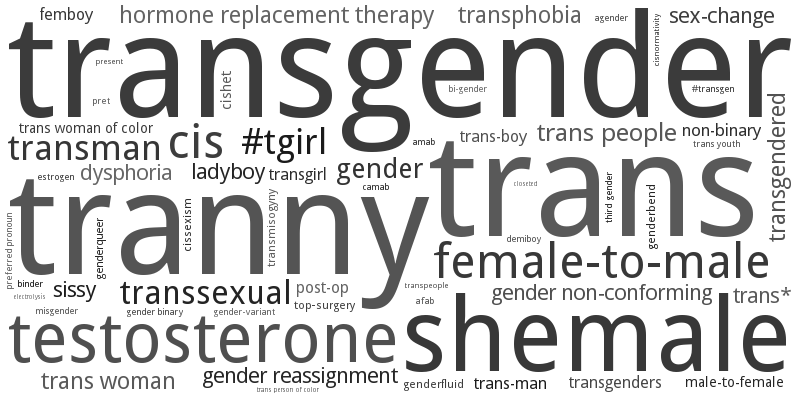 femboy
hormone replacement therapy
transphobia
agender
cisnormativity
sex-change
transgender
present
pret
cishet
bi-gender
#transgen
trans woman of color
transman
cis
#tgirl
amab
trans-boy
trans people
non-binary
trans youth
transgendered
estrogen
dysphoria
ladyboy
transgirl
gender
camab
trans
closeted
third gender
genderbend
tranny
preferred pronoun
genderqueer
cissexism
transmisogyny
demiboy
female-to-male
binder
electrolysis
sissy
transsexual
post-op
top-surgery
transpeople
afab
gender non-conforming
trans*
misgender
gender binary
gender-variant
testosterone
shemale
trans woman
gender reassignment
trans person of color
genderfluid
trans-man
transgenders
male-to-female